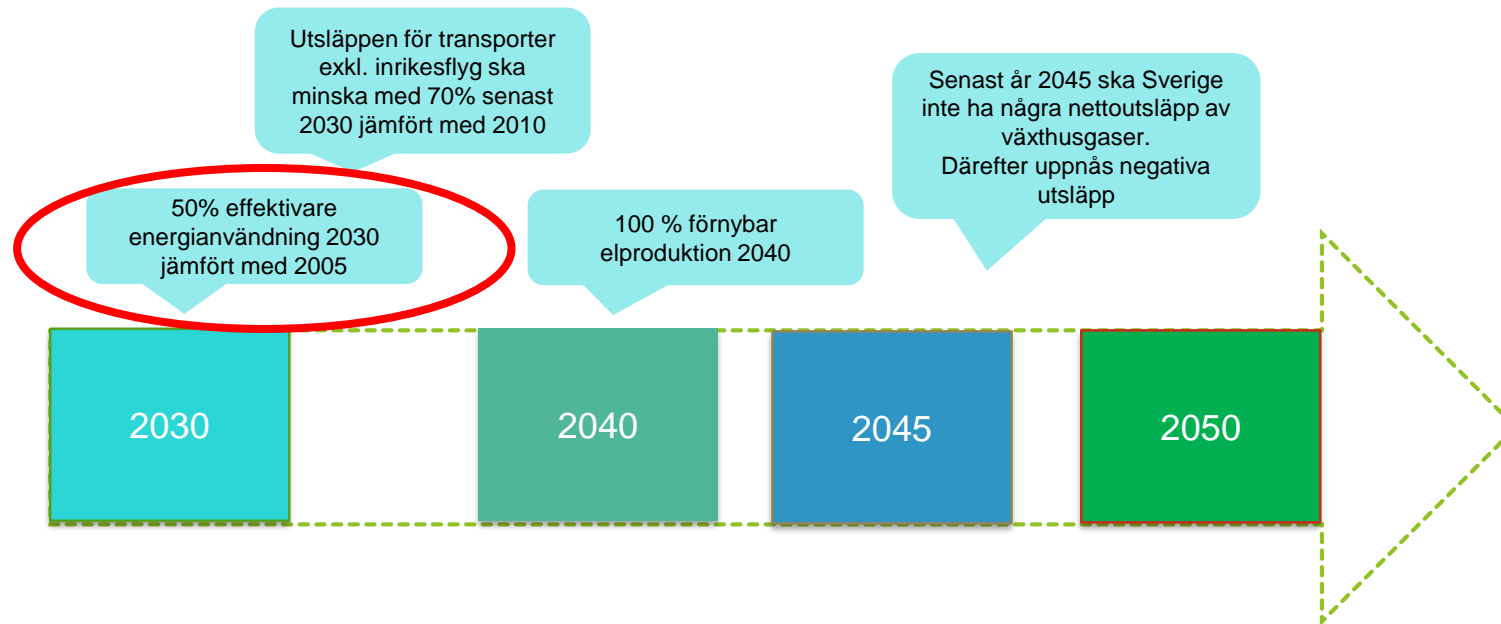 Utsläppen för transporter
exkl. inrikesflyg ska
minska med 70% senast
2030 jämfört med 2010
50% effektivare
energianvändning 2030
jämfört med 2005
100 % förnybar
elproduktion 2040
Senast år 2045 ska Sverige
inte ha några nettoutsläpp av
växthusgaser.
Därefter uppnås negativa
utsläpp
2030
2040
2045
2050